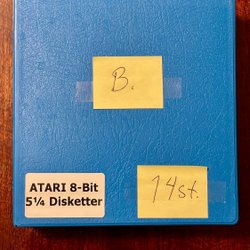 B.
14st.
ATARI 8-Bit
5¼ Disketter